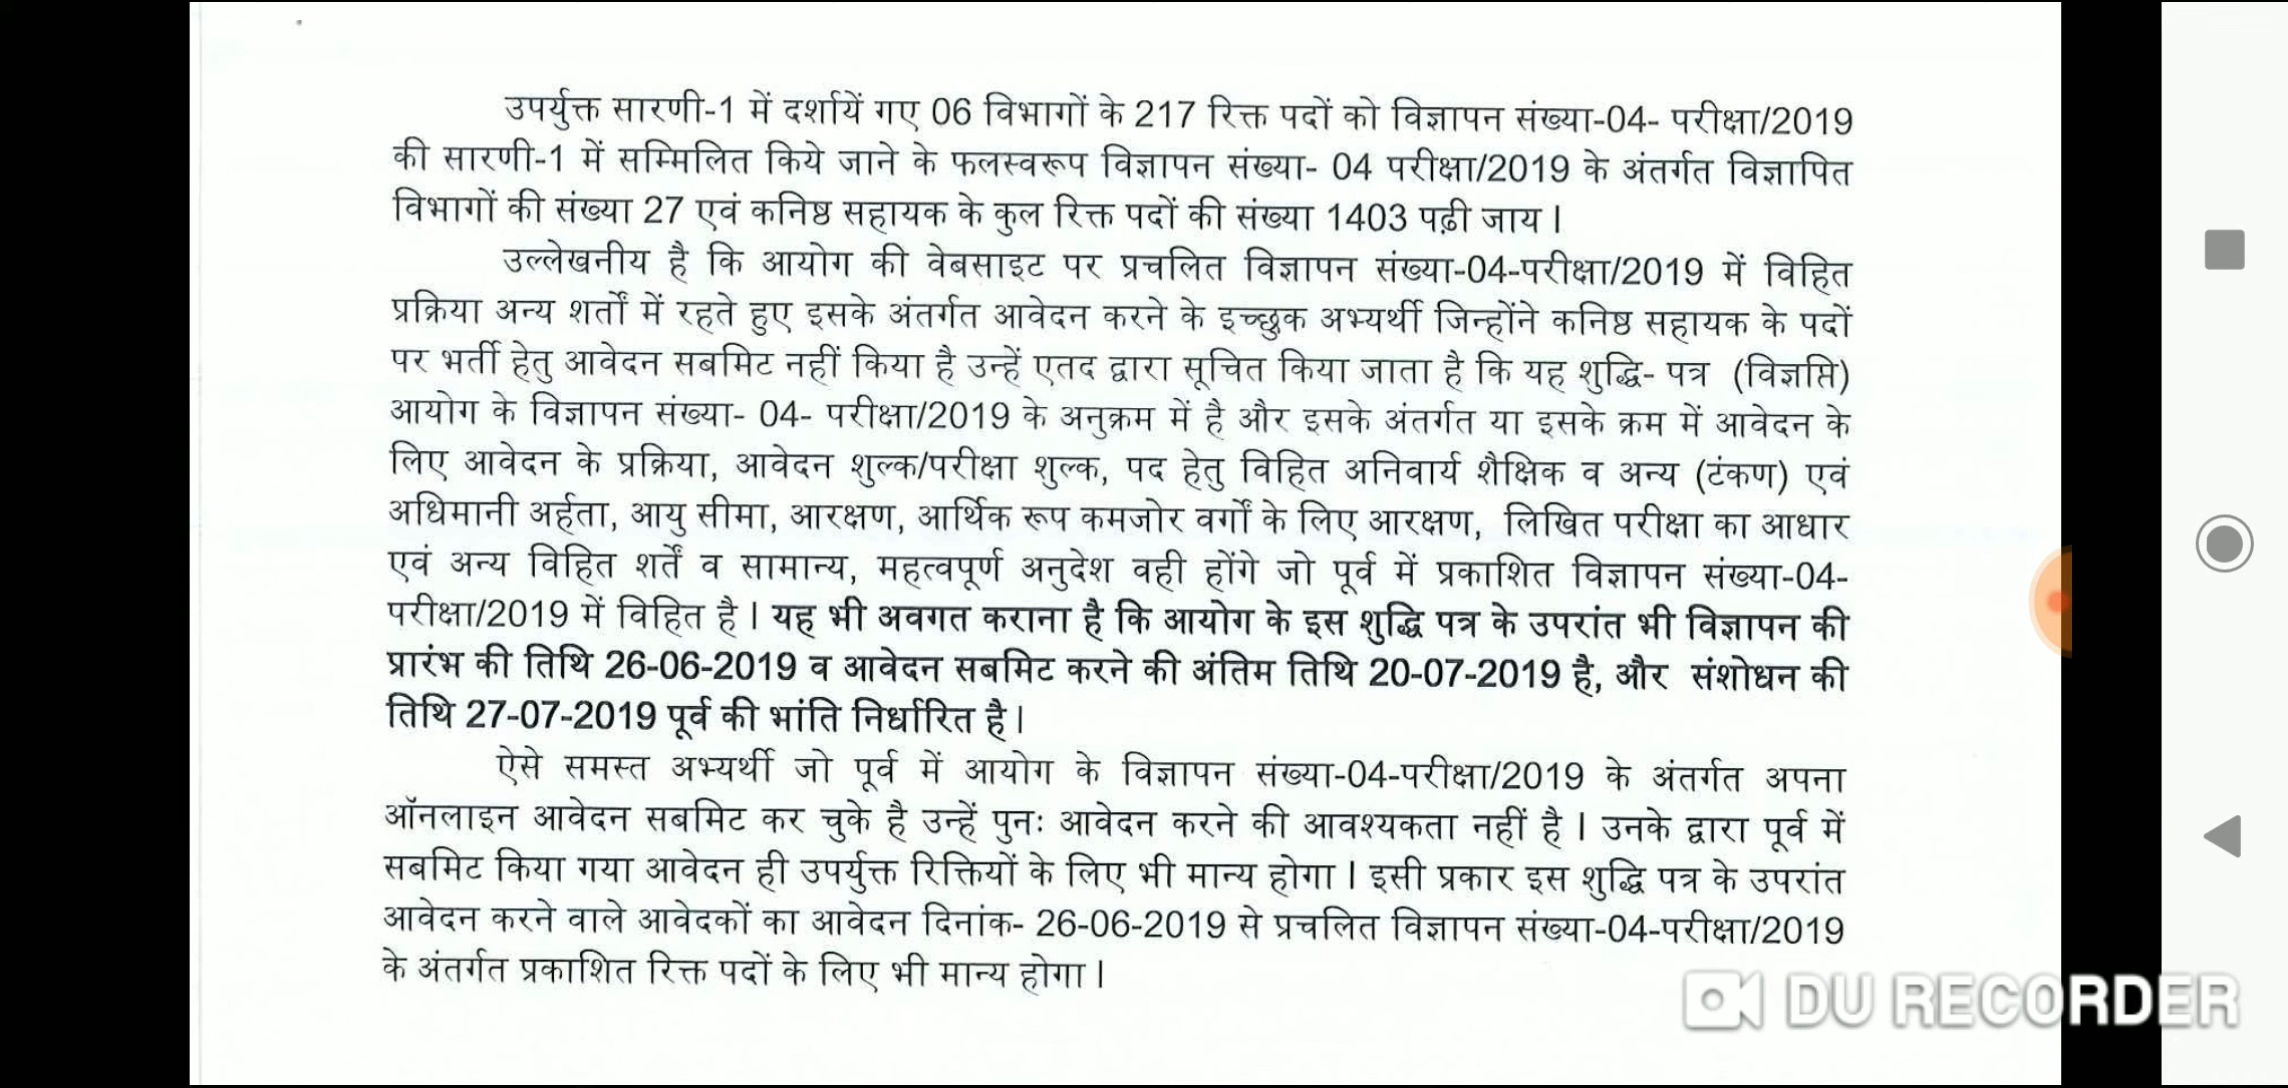 उपर्युक्त सारणी-1 में दर्शायें गए 06 विभागों के 217 रिक्त पदों को विज्ञापन संख्या-04- परीक्षा/2019
की सारणी-1 में सम्मिलित किये जाने के फलस्वरूप विज्ञापन संख्या- 04 परीक्षा/2019 के अंतर्गत विज्ञापित
विभागों की संख्या 27 एवं कनिष्ठ सहायक के कुल रिक्त पदों की संख्या 1403 पढ़ी जाय।
उल्लेखनीय है कि आयोग की वेबसाइट पर प्रचलित विज्ञापन संख्या-04-परीक्षा/2019 में विहित
प्रक्रिया अन्य शर्तों में रहते हुए इसके अंतर्गत आवेदन करने के इच्छुक अभ्यर्थी जिन्होंने कनिष्ठ सहायक के पदों
पर भर्ती हेतु आवेदन सबमिट नहीं किया है उन्हें एतद द्वारा सूचित किया जाता है कि यह शुद्धि- पत्र (विज्ञप्ति)
आयोग के विज्ञापन संख्या- 04- परीक्षा/2019 के अनुक्रम में है और इसके अंतर्गत या इसके क्रम में आवेदन के
लिए आवेदन के प्रक्रिया, आवेदन शुल्क/परीक्षा शुल्क, पद हेतु विहित अनिवार्य शैक्षिक व अन्य (टंकण) एवं
अधिमानी अर्हता, आयु सीमा, आरक्षण, आर्थिक रूप कमजोर वर्गों के लिए आरक्षण, लिखित परीक्षा का आधार
एवं अन्य विहित शर्तें व सामान्य, महत्वपूर्ण अनुदेश वही होंगे जो पूर्व में प्रकाशित विज्ञापन संख्या-04-
परीक्षा/2019 में विहित है। यह भी अवगत कराना है कि आयोग के इस शुद्धि पत्र के उपरांत भी विज्ञापन की
प्रारंभ की तिथि 26-06-2019 व आवेदन सबमिट करने की अंतिम तिथि 20-07-2019 है, और संशोधन की
तिथि 27-07-2019 पूर्व की भांति निर्धारित है।
ऐसे समस्त अभ्यर्थी जो पूर्व में आयोग के विज्ञापन संख्या-04-परीक्षा/2019 के अंतर्गत अपना
ऑनलाइन आवेदन सबमिट कर चुके है उन्हें पुनः आवेदन करने की आवश्यकता नहीं है। उनके द्वारा पूर्व में
सबमिट किया गया आवेदन ही उपर्युक्त रिक्तियों के लिए भी मान्य होगा। इसी प्रकार इस शुद्धि पत्र के उपरांत
आवेदन करने वाले आवेदकों का आवेदन दिनांक- 26-06-2019 से प्रचलित विज्ञापन संख्या-04-परीक्षा/2019
के अंतर्गत प्रकाशित रिक्त पदों के लिए भी मान्य होगा।
DU RECORDER